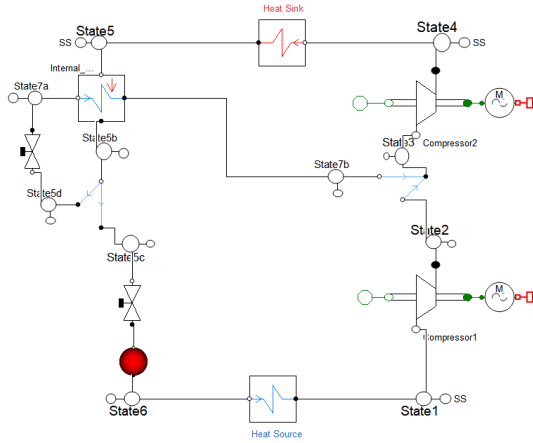 Heat Sink
State5
State4
SS
SS
Internal_...
M
State7a
Compressor2
State5b
State3
State7b
State5d
State2
State5c
M
Compressor1
State6
State1
SS
Heat Source